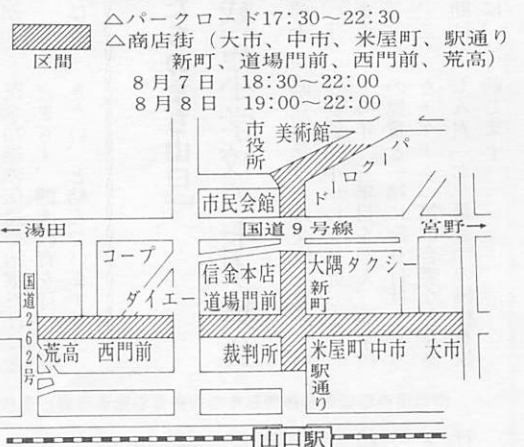 △パークロード17:30~22:30
△商店街(大市、中市、米屋町、駅通り
新町、道場門前、西門前、荒高)
8月7日 18:30~22:00
8月8日 19:00~22:00
区間
市役所
美術館
パークロード
市民会館
←湯田
国道9号線
宮野→
コープ
信金本店
大隅タクシー
国道262号
ダイエー
道場門前
新町
荒高
西門前
裁判所
米屋町
中市
大市
駅通り
山口駅